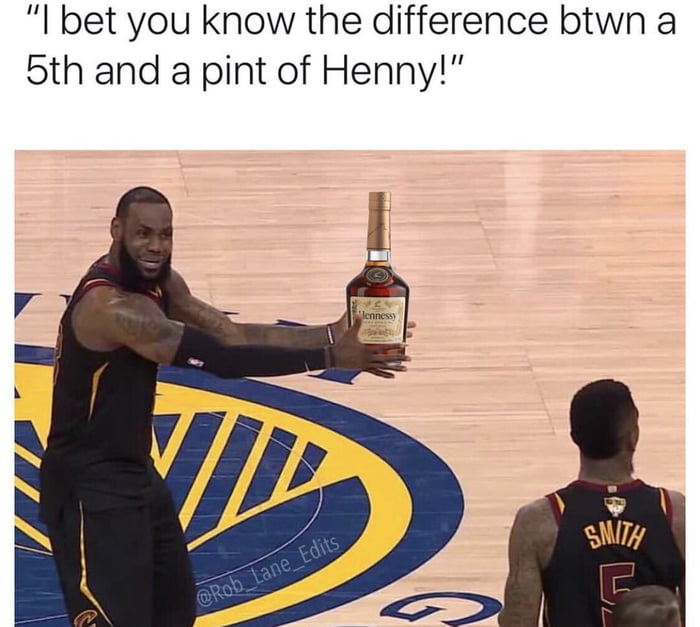 "I bet you know the difference btwn a
5th and a pint of Henny!"
Hennessy
SMITH
5
@Rob_Lane_Edits